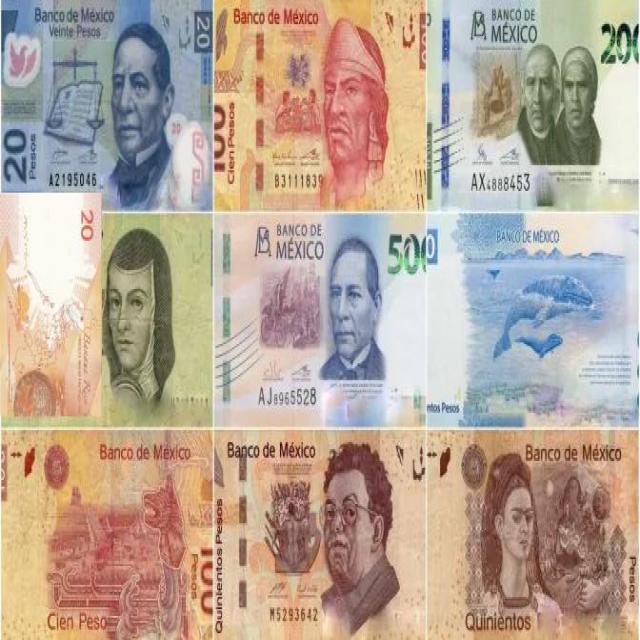 Banco de México
Veinte Pesos
20
20
Pesos
A2195046
Banco de México
100
Cien Pesos
B3111839
BANCO DE
MÉXICO
200
AX4888453
20
BANCO DE
MÉXICO
500
AJ8965528
BANCO DE MÉXICO
ntos Pesos
Banco de México
100
Pesos
Cien Peso
Banco de México
Quinientos Pesos
M5293642
Banco de México
Pesos
Quinientos